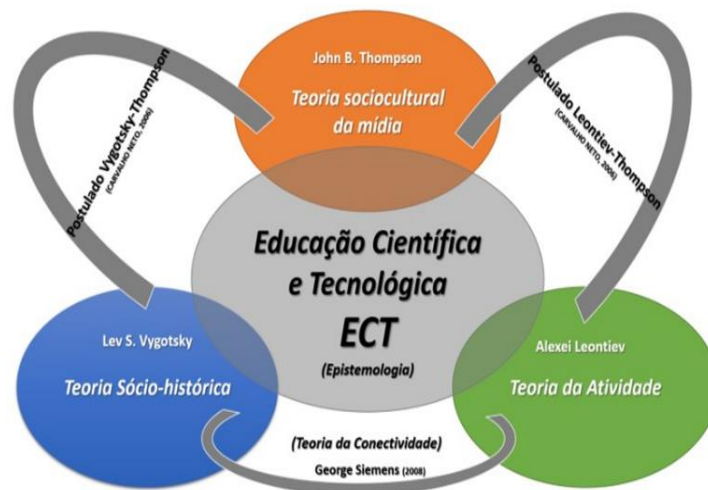 John B. Thompson
Teoria sociocultural
da mídia
Postulado Vygotsky-Thompson
(CARVALHO NETO, 2006)
Postulado Leontiev-Thompson
(CARVALHO NETO, 2006)
Educação Científica
e Tecnológica
ECT
(Epistemologia)
Lev S. Vygotsky
Teoria Sócio-histórica
Alexei Leontiev
Teoria da Atividade
(Teoria da Conectividade)
George Siemens (2008)